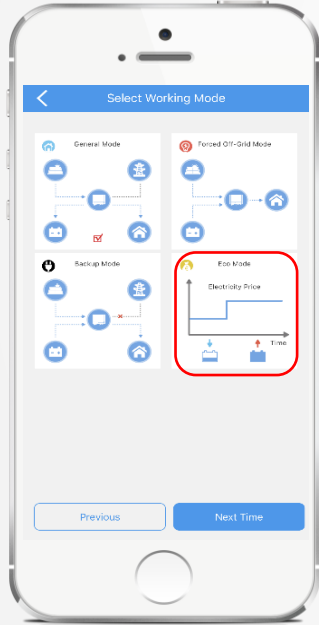 Select Working Mode
General Mode
Forced Off-Grid Mode
Backup Mode
Eco Mode
Electricity Price
Time
Previous
Next Time